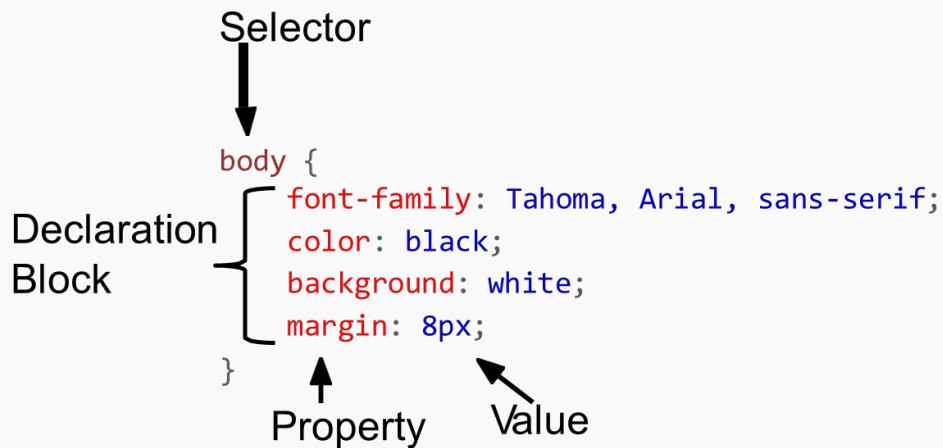 Selector
body {
font-family: Tahoma, Arial, sans-serif;
Declaration
Block
color: black;
background: white;
margin: 8px;
}
Property
Value